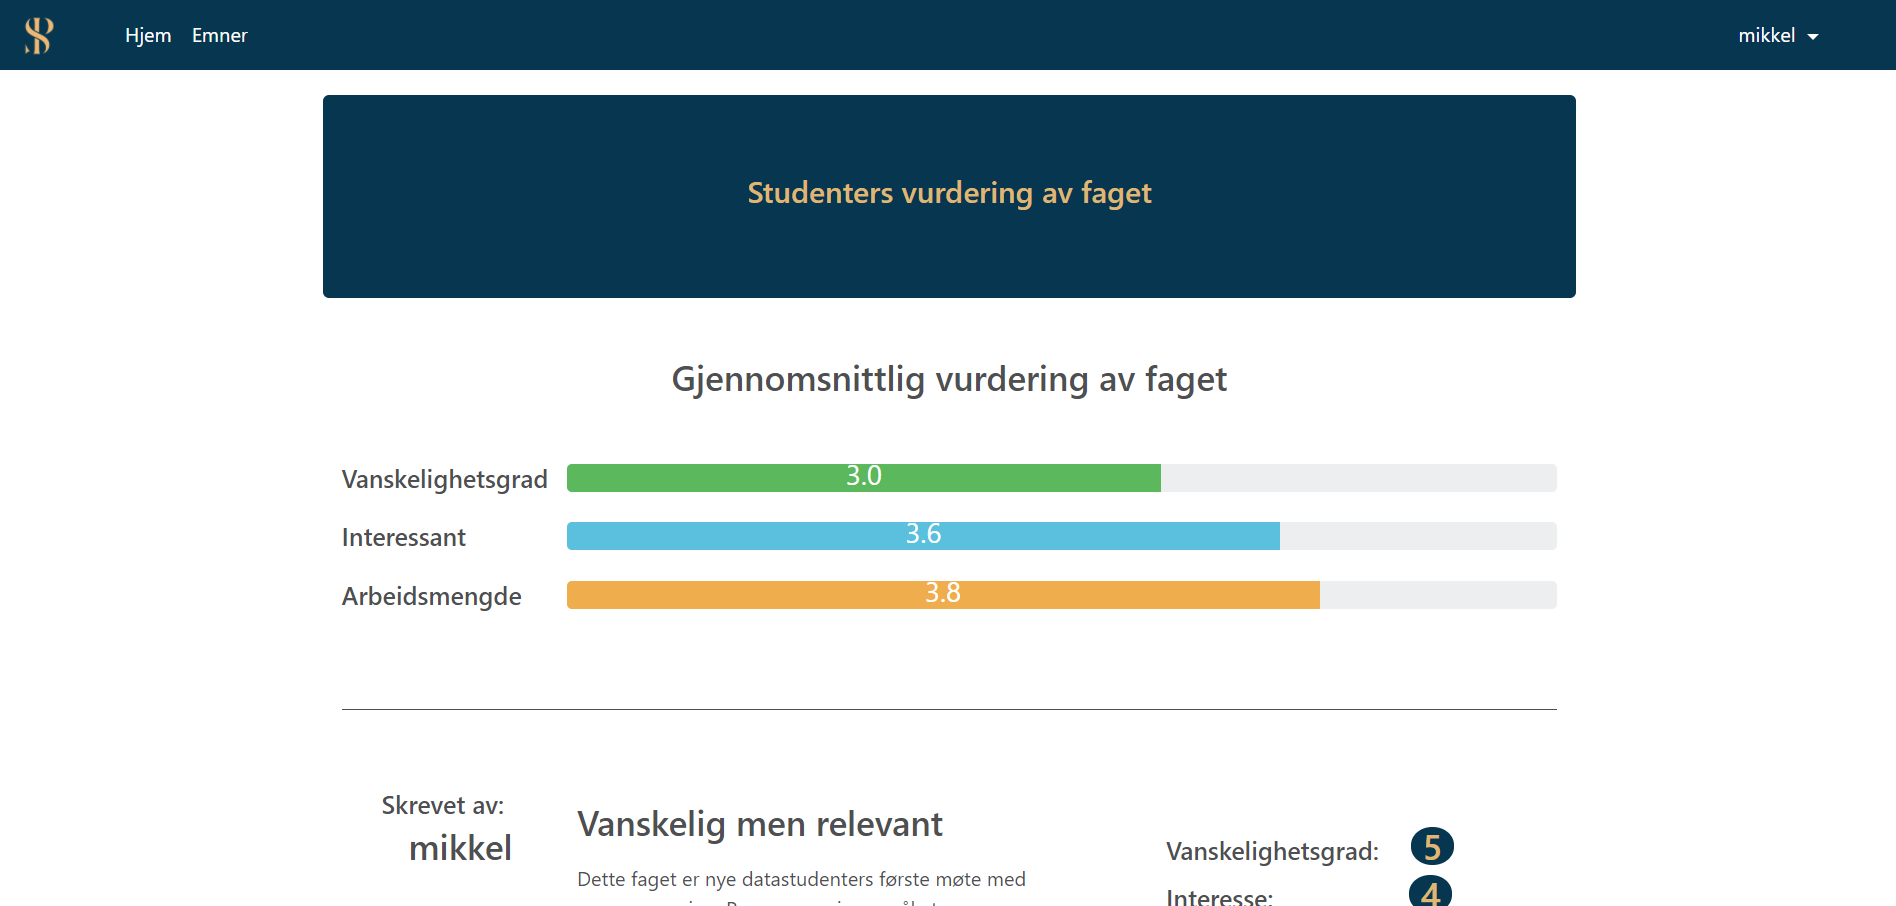 Hjem Emner mikkel
Studenters vurdering av faget
Gjennomsnittlig vurdering av faget
Vanskelighetsgrad 3.0
Interessant 3.6
Arbeidsmengde 3.8
Skrevet av:
mikkel
Vanskelig men relevant
Dette faget er nye datastudenters første møte med
Vanskelighetsgrad: 5
Interesse: 4